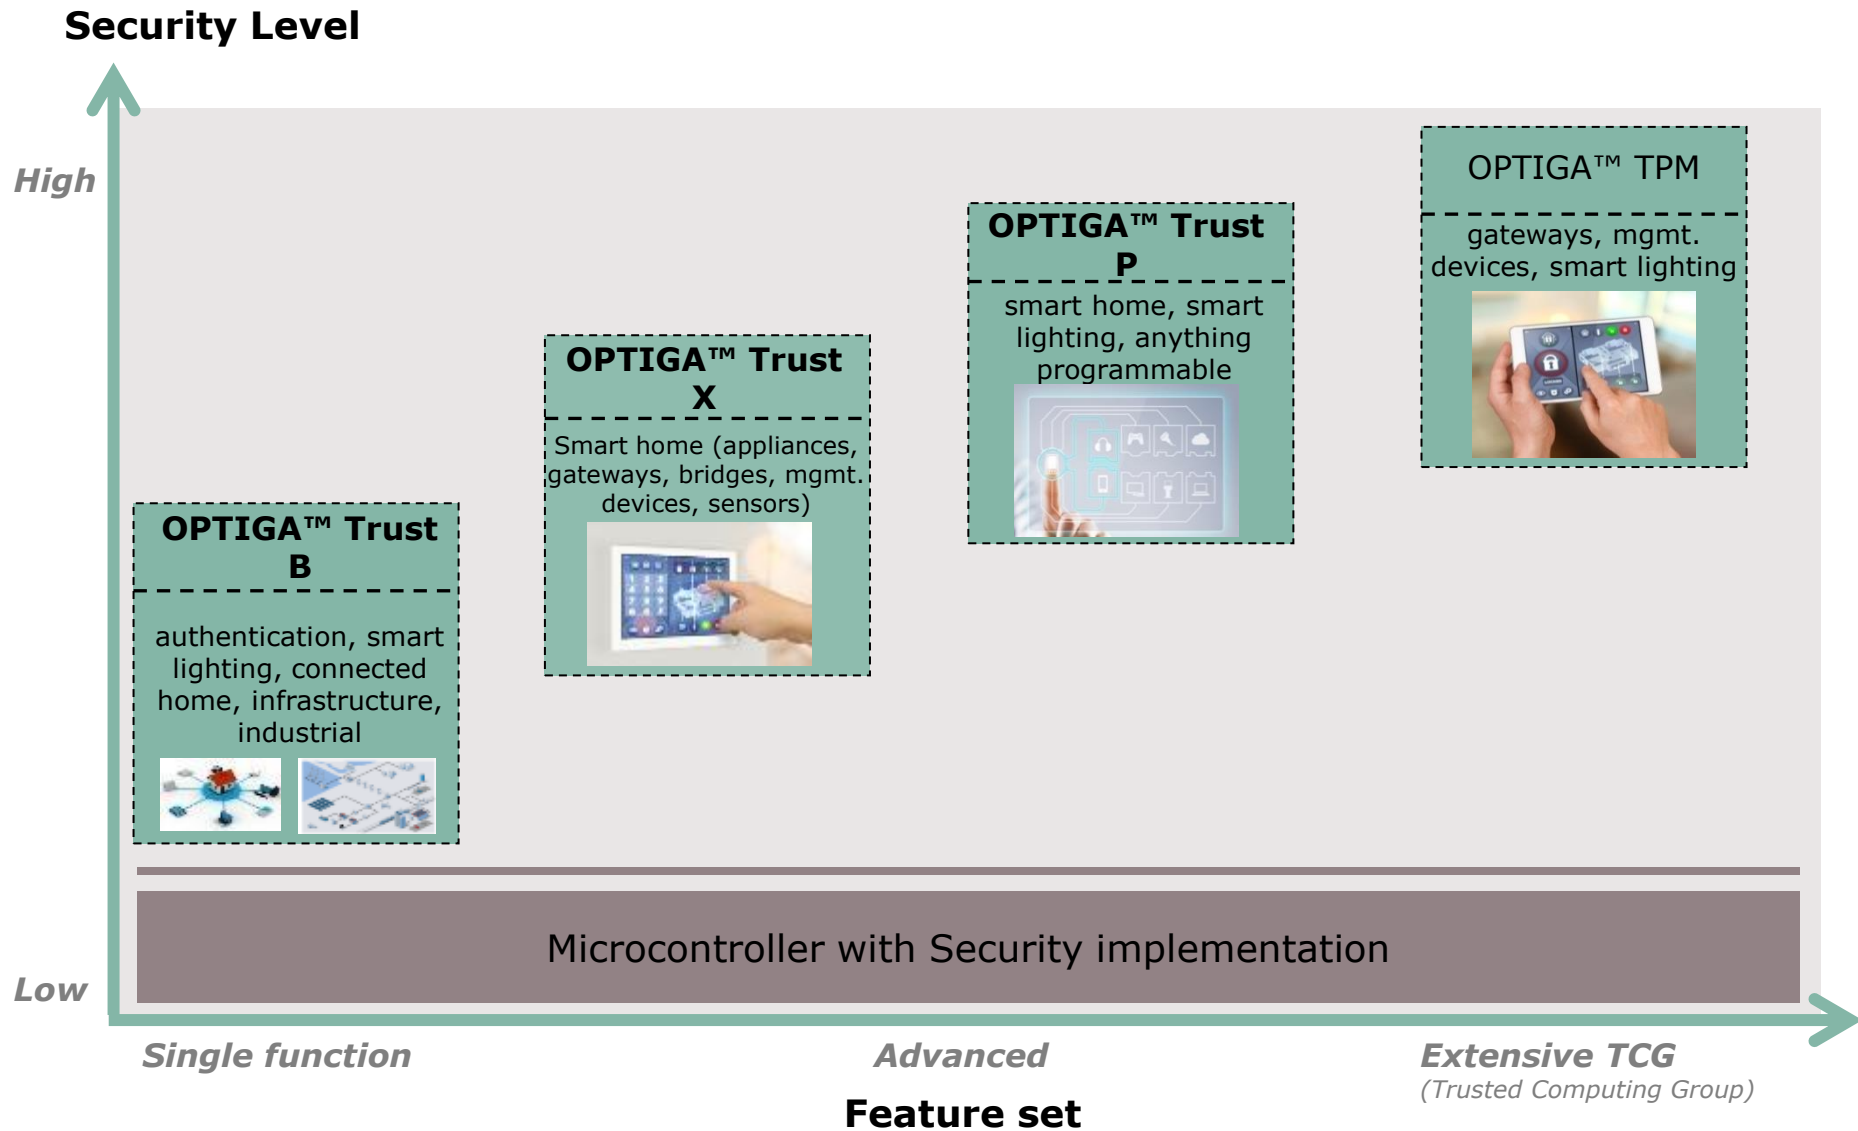 Security Level
High
OPTIGA™ TPM
gateways, mgmt.
devices, smart lighting
OPTIGA™ Trust
P
smart home, smart
lighting, anything
programmable
OPTIGA™ Trust
X
Smart home (appliances,
gateways, bridges, mgmt.
devices, sensors)
OPTIGA™ Trust
B
authentication, smart
lighting, connected
home, infrastructure,
industrial
Microcontroller with Security implementation
Low
Single function
Advanced
Extensive TCG
(Trusted Computing Group)
Feature set